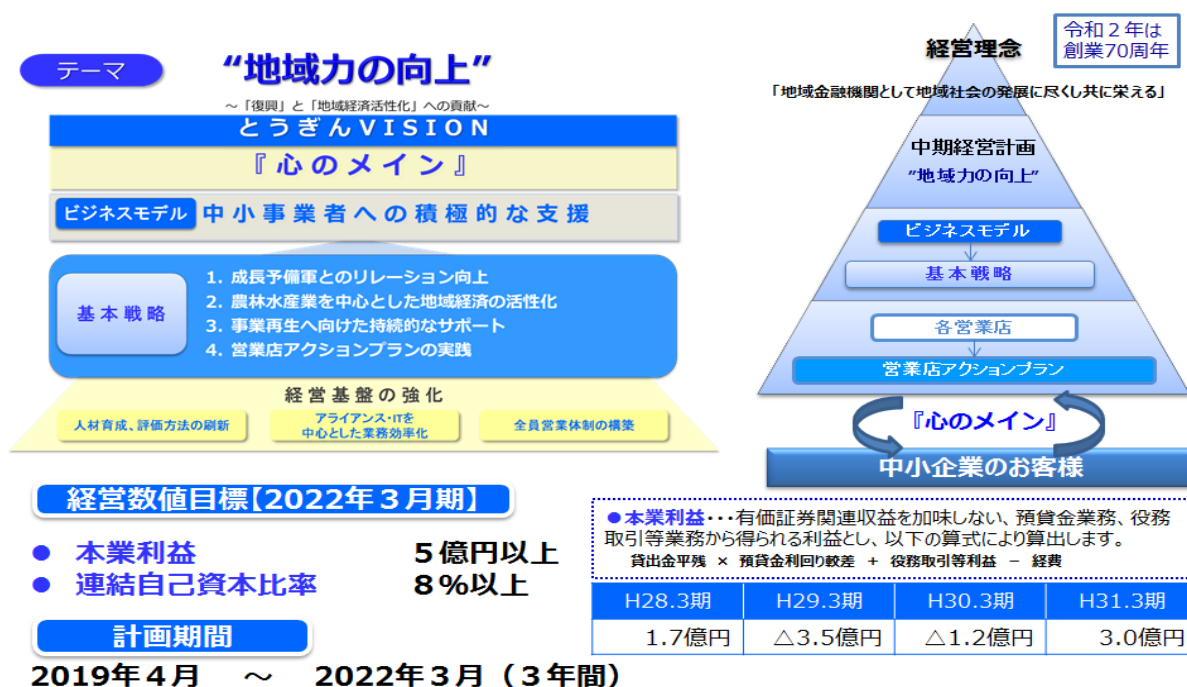 テーマ
“地域力の向上”
～「復興」と「地域経済活性化」への貢献～
とうぎんVISION
『心のメイン』
ビジネスモデル 中小事業者への積極的な支援
基本戦略
1. 成長予備軍とのリレーション向上
2. 農林水産業を中心とした地域経済の活性化
3. 事業再生へ向けた持続的なサポート
4. 営業店アクションプランの実践
経営基盤の強化
人材育成、評価方法の刷新
アライアンス・ITを
中心とした業務効率化
全員営業体制の構築
令和２年は
創業70周年
経営理念
「地域金融機関として地域社会の発展に尽くし共に栄える」
中期経営計画
”地域力の向上”
ビジネスモデル
基本戦略
各営業店
営業店アクションプラン
『心のメイン』
中小企業のお客様
経営数値目標【2022年３月期】
● 本業利益 ５億円以上
● 連結自己資本比率 ８%以上
計画期間
2019年４月 ～ 2022年３月（３年間）
●本業利益･･･有価証券関連収益を加味しない、預貸金業務、役務
取引等業務から得られる利益とし、以下の算式により算出します。
貸出金平残 × 預貸金利回り較差 + 役務取引等利益 － 経費
H28.3期 H29.3期 H30.3期 H31.3期
1.7億円 △3.5億円 △1.2億円 3.0億円